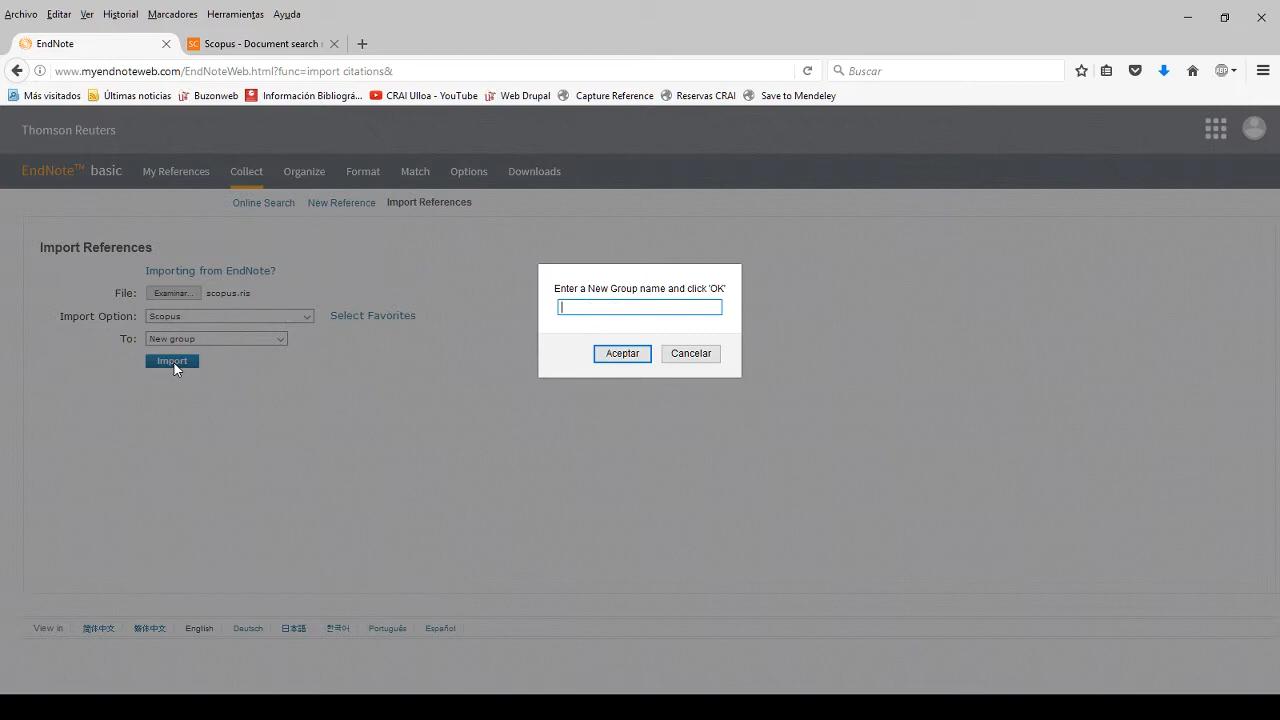 Archivo Editar Ver Historial Marcadores Herramientas Ayuda
EndNote
SC Scopus - Document search
www.myendnoteweb.com/EndNoteWeb.html?func=import citations&
Buscar
ABP
Más visitados Últimas noticias Buzonweb Información Bibliográ... CRAI Ulloa - YouTube Web Drupal Capture Reference Reservas CRAI Save to Mendeley
Thomson Reuters
EndNote™ basic My References Collect Organize Format Match Options Downloads
Online Search New Reference Import References
Import References
Importing from EndNote?
File: Examinar... scopus.ris
Import Option: Scopus Select Favorites
To: New group
Import
Enter a New Group name and click 'OK'
Aceptar Cancelar
View in 简体中文 繁体中文 English Deutsch 日本語 한국어 Português Español